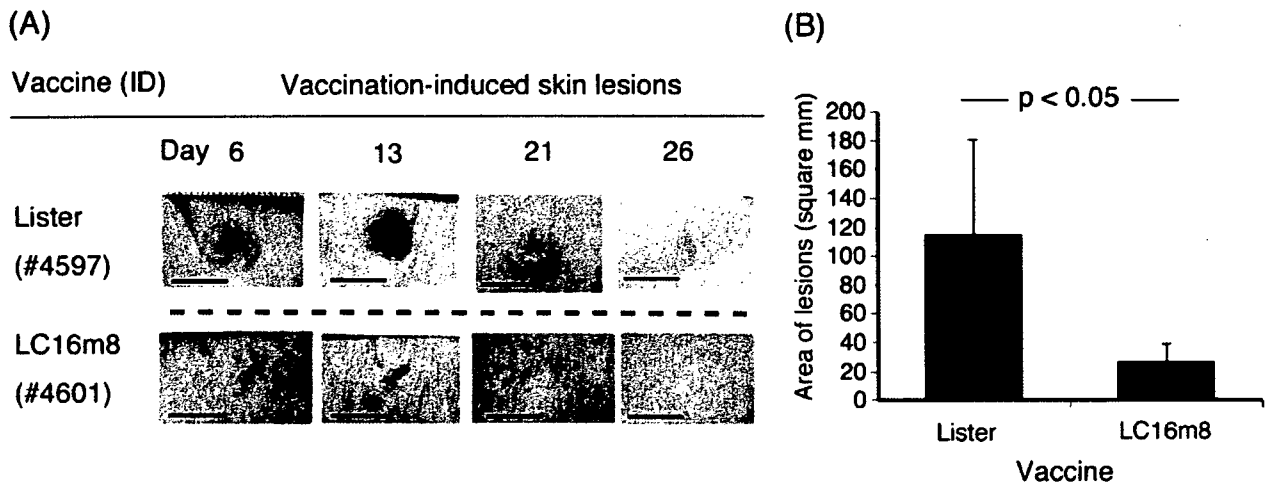 (A)
Vaccine (ID) Vaccination-induced skin lesions
Day 6 13 21 26
Lister
(#4597)
LC16m8
(#4601)
(B)
p < 0.05
Area of lesions (square mm)
200
180
160
140
120
100
80
60
40
20
0
Lister LC16m8
Vaccine